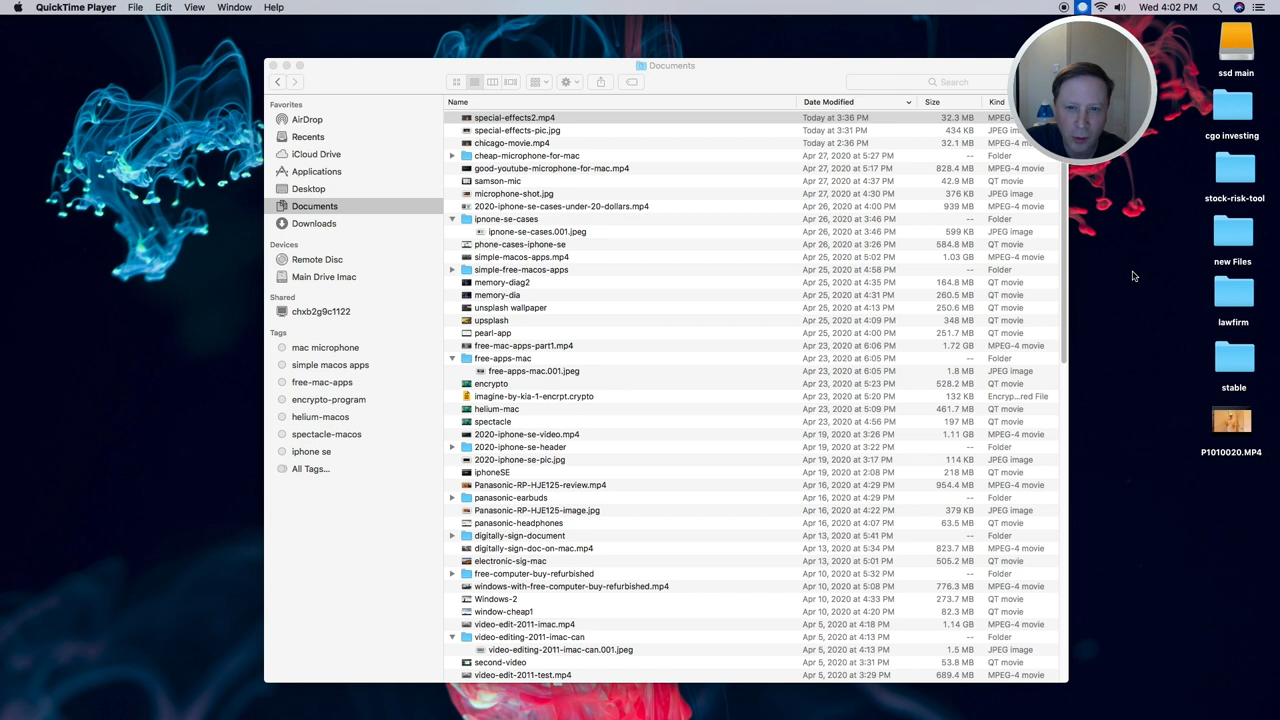 QuickTime Player File Edit View Window Help Wed 4:02 PM
Documents
Search
Favorites
AirDrop
Recents
iCloud Drive
Applications
Desktop
Documents
Downloads
Devices
Remote Disc
Main Drive Imac
Shared
chxb2g9c1122
Tags
mac microphone
simple macos apps
free-mac-apps
encrypto-program
helium-macos
spectacle-macos
iphone se
All Tags...
Name Date Modified Size Kind
special-effects2.mp4 Today at 3:36 PM 32.3 MB MPEG-
special-effects-pic.jpg Today at 3:31 PM 434 KB JPEG im
chicago-movie.mp4 Today at 3:36 PM 32.1 MB MPEG-
cheap-microphone-for-mac Apr 27, 2020 at 5:27 PM -- Folder
good-youtube-microphone-for-mac.mp4 Apr 27, 2020 at 5:17 PM 828.4 MB MPEG-4 movie
samson-mic Apr 27, 2020 at 4:37 PM 42.9 MB QT movie
microphone-shot.jpg Apr 27, 2020 at 4:30 PM 376 KB JPEG image
2020-iphone-se-cases-under-20-dollars.mp4 Apr 26, 2020 at 4:00 PM 939 MB MPEG-4 movie
ipnone-se-cases Apr 26, 2020 at 3:46 PM -- Folder
ipnone-se-cases.001.jpeg Apr 26, 2020 at 3:46 PM 599 KB JPEG image
phone-cases-iphone-se Apr 26, 2020 at 3:26 PM 584.8 MB QT movie
simple-macos-apps.mp4 Apr 25, 2020 at 5:02 PM 1.03 GB MPEG-4 movie
simple-free-macos-apps Apr 25, 2020 at 4:58 PM -- Folder
memory-diag2 Apr 25, 2020 at 4:35 PM 164.8 MB QT movie
memory-dia Apr 25, 2020 at 4:31 PM 260.5 MB QT movie
unsplash wallpaper Apr 25, 2020 at 4:13 PM 250.6 MB QT movie
upsplash Apr 25, 2020 at 4:09 PM 348 MB QT movie
pearl-app Apr 25, 2020 at 4:00 PM 251.7 MB QT movie
free-mac-apps-part1.mp4 Apr 23, 2020 at 6:06 PM 1.72 GB MPEG-4 movie
free-apps-mac Apr 23, 2020 at 6:05 PM -- Folder
free-apps-mac.001.jpeg Apr 23, 2020 at 6:05 PM 1.8 MB JPEG image
encrypto Apr 23, 2020 at 5:23 PM 528.2 MB QT movie
imagine-by-kia-1-encrpt.crypto Apr 23, 2020 at 5:20 PM 132 KB Encryp...red File
helium-mac Apr 23, 2020 at 5:09 PM 461.7 MB QT movie
spectacle Apr 23, 2020 at 4:56 PM 197 MB QT movie
2020-iphone-se-video.mp4 Apr 19, 2020 at 3:26 PM 1.11 GB MPEG-4 movie
2020-iphone-se-header Apr 19, 2020 at 3:22 PM -- Folder
2020-iphone-se-pic.jpg Apr 19, 2020 at 3:17 PM 114 KB JPEG image
iphoneSE Apr 19, 2020 at 2:08 PM 218 MB QT movie
Panasonic-RP-HJE125-review.mp4 Apr 16, 2020 at 4:29 PM 954.4 MB MPEG-4 movie
panasonic-earbuds Apr 16, 2020 at 4:29 PM -- Folder
Panasonic-RP-HJE125-image.jpg Apr 16, 2020 at 4:22 PM 379 KB JPEG image
panasonic-headphones Apr 16, 2020 at 4:07 PM 63.5 MB QT movie
digitally-sign-document Apr 13, 2020 at 5:41 PM -- Folder
digitally-sign-doc-on-mac.mp4 Apr 13, 2020 at 5:34 PM 823.7 MB MPEG-4 movie
electronic-sig-mac Apr 13, 2020 at 5:01 PM 505.2 MB QT movie
free-computer-buy-refurbished Apr 10, 2020 at 5:32 PM -- Folder
windows-with-free-computer-buy-refurbished.mp4 Apr 10, 2020 at 5:08 PM 776.3 MB MPEG-4 movie
Windows-2 Apr 10, 2020 at 4:33 PM 273.7 MB QT movie
window-cheap1 Apr 10, 2020 at 4:20 PM 82.3 MB QT movie
video-edit-2011-imac.mp4 Apr 5, 2020 at 4:18 PM 1.14 GB MPEG-4 movie
video-editing-2011-imac-can Apr 5, 2020 at 4:13 PM -- Folder
video-editing-2011-imac-can.001.jpeg Apr 5, 2020 at 4:13 PM 1.5 MB JPEG image
second-video Apr 5, 2020 at 3:31 PM 53.8 MB QT movie
video-edit-2011-test.mp4 Apr 5, 2020 at 3:29 PM 689.4 MB MPEG-4 movie
ssd main
cgo investing
stock-risk-tool
new Files
lawfirm
stable
P1010020.MP4